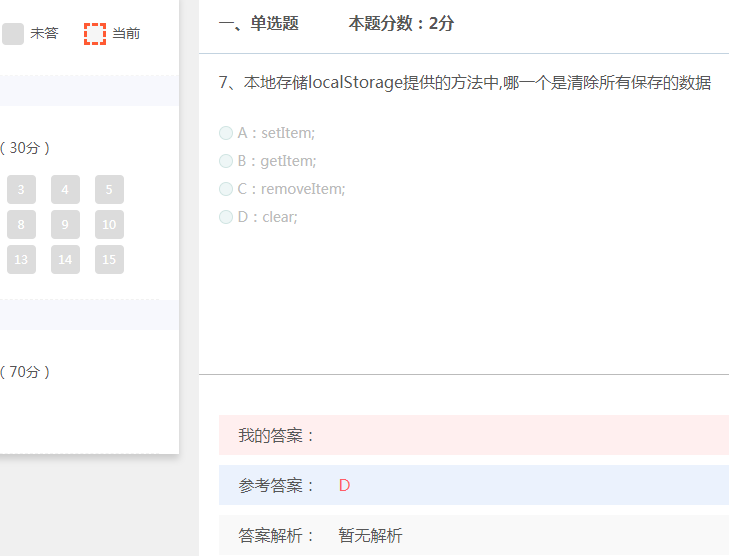 未答 当前
(30分)
3 4 5
8 9 10
13 14 15
(70分)
一、单选题 本题分数：2分
7、本地存储localStorage提供的方法中,哪一个是清除所有保存的数据
A：setItem;
B：getItem;
C：removeItem;
D：clear;
我的答案：
参考答案： D
答案解析： 暂无解析